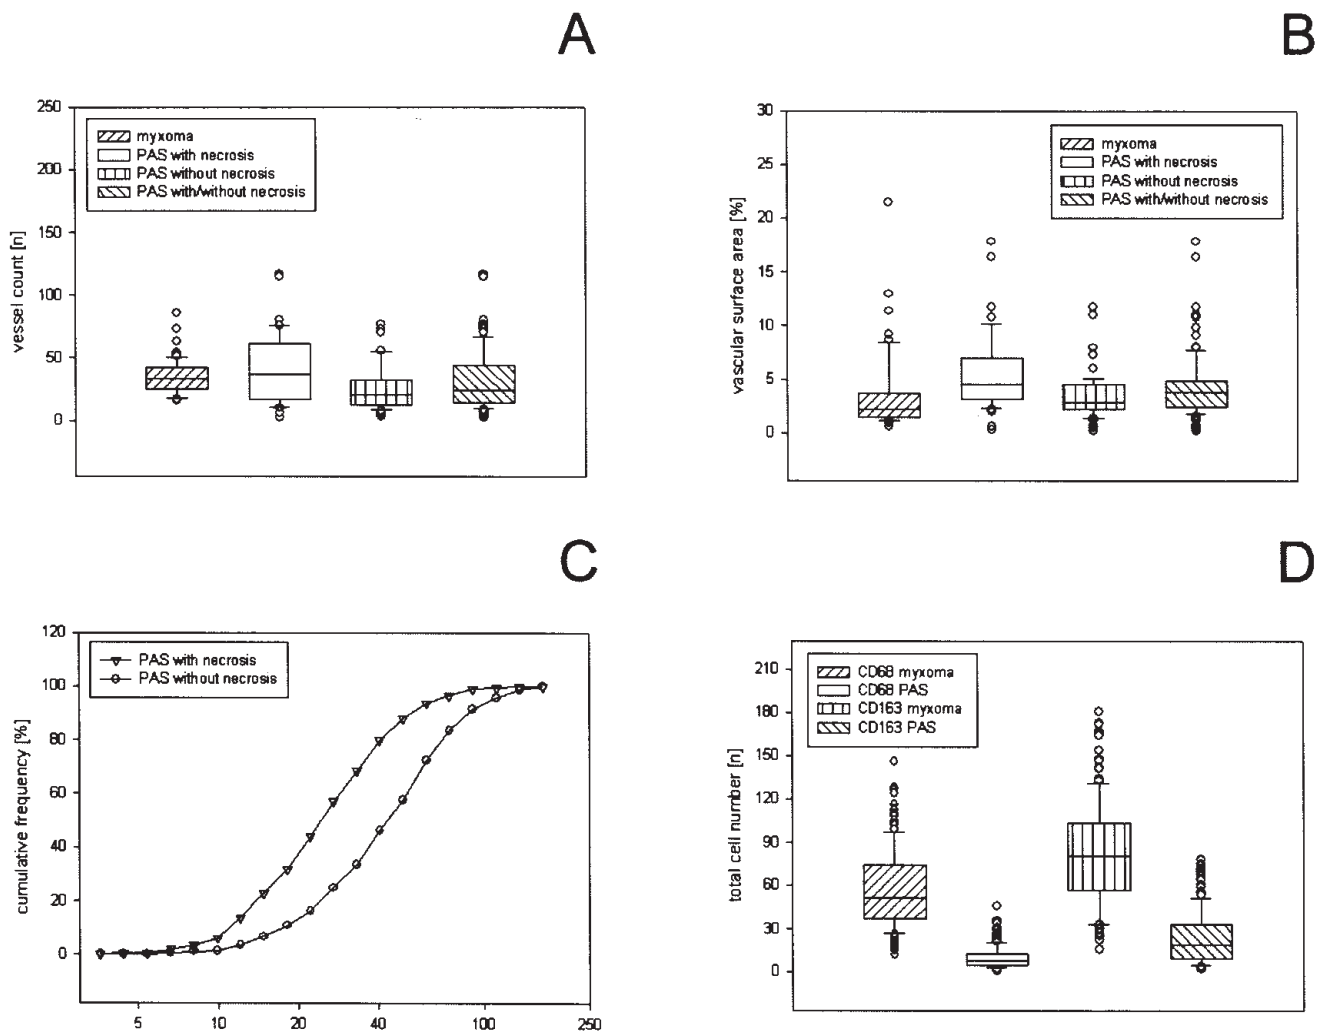 A
250
200
150
100
50
0
vessel count [n]
myxoma
PAS with necrosis
PAS without necrosis
PAS with/without necrosis
B
30
25
20
15
10
5
0
vascular surface area [%]
myxoma
PAS with necrosis
PAS without necrosis
PAS with/without necrosis
C
120
100
80
60
40
20
0
cumulative frequency [%]
PAS with necrosis
PAS without necrosis
5 10 20 40 100 250
D
210
180
150
120
90
60
30
0
total cell number [n]
CD68 myxoma
CD68 PAS
CD163 myxoma
CD163 PAS